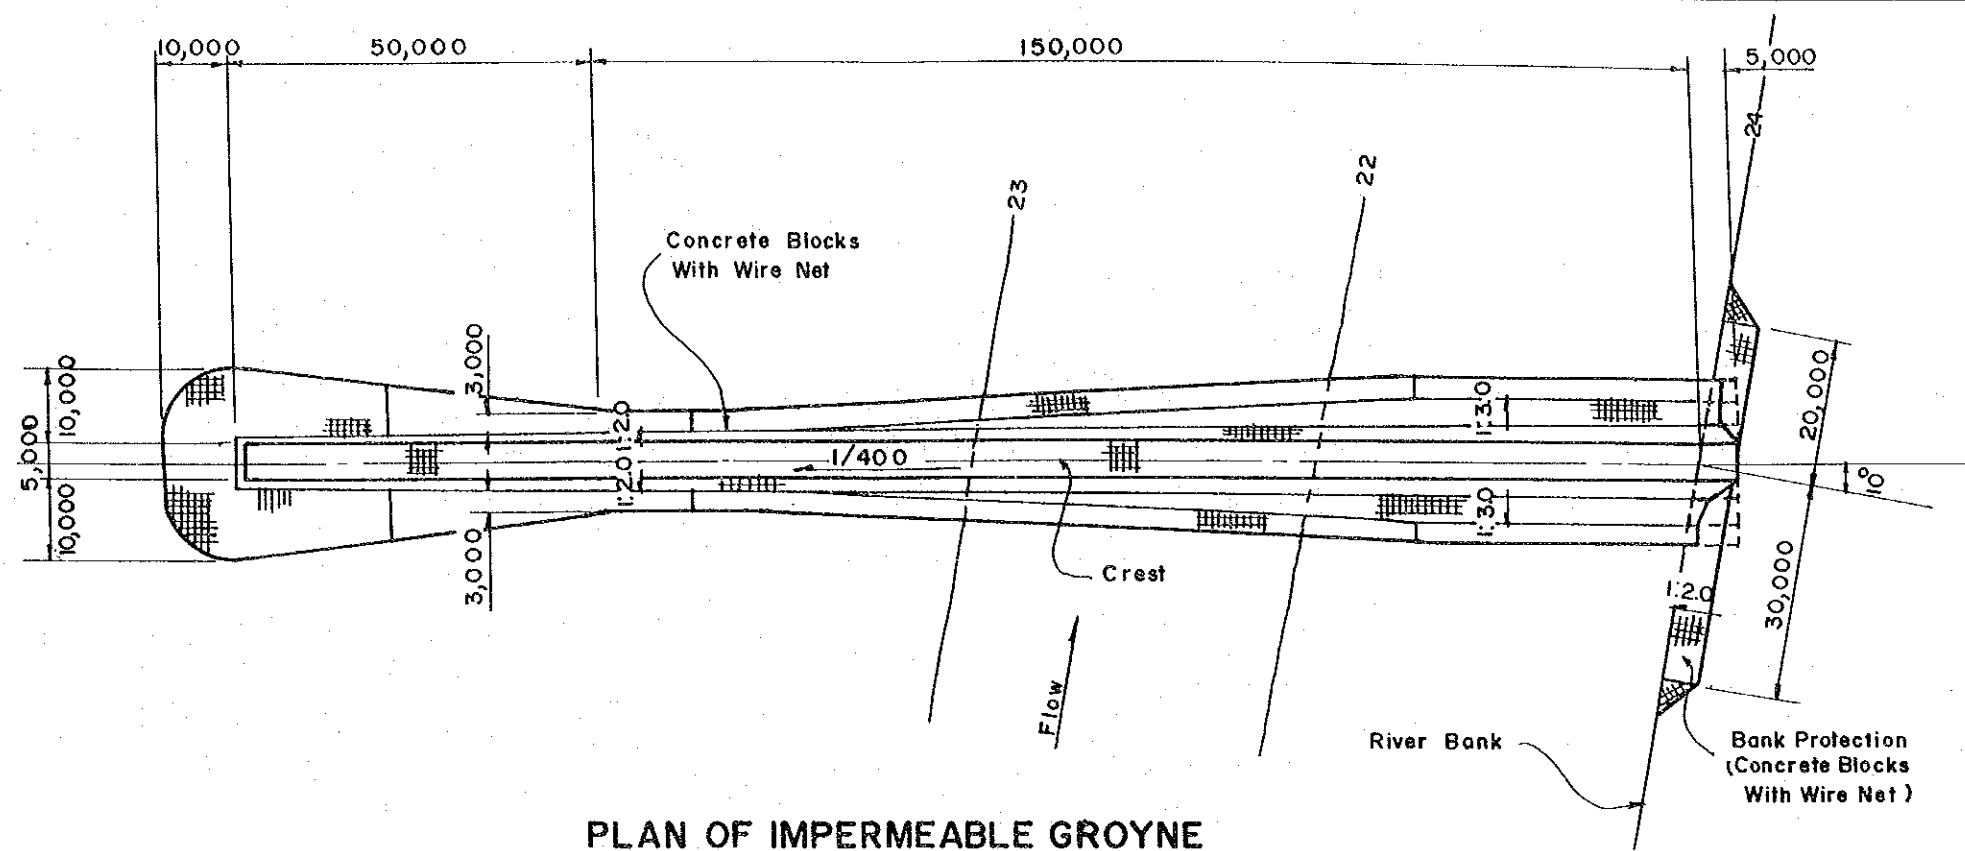 10,000
50,000
150,000
5,000
24
22
23
Concrete Blocks
With Wire Net
3,000
10,000
5,000
10,000
1:2.0
1:2.0
1:3.0
1:3.0
1/400
20,000
10°
30,000
3,000
Crest
1:2.0
Flow
River Bank
Bank Protection
(Concrete Blocks
With Wire Net)
PLAN OF IMPERMEABLE GROYNE